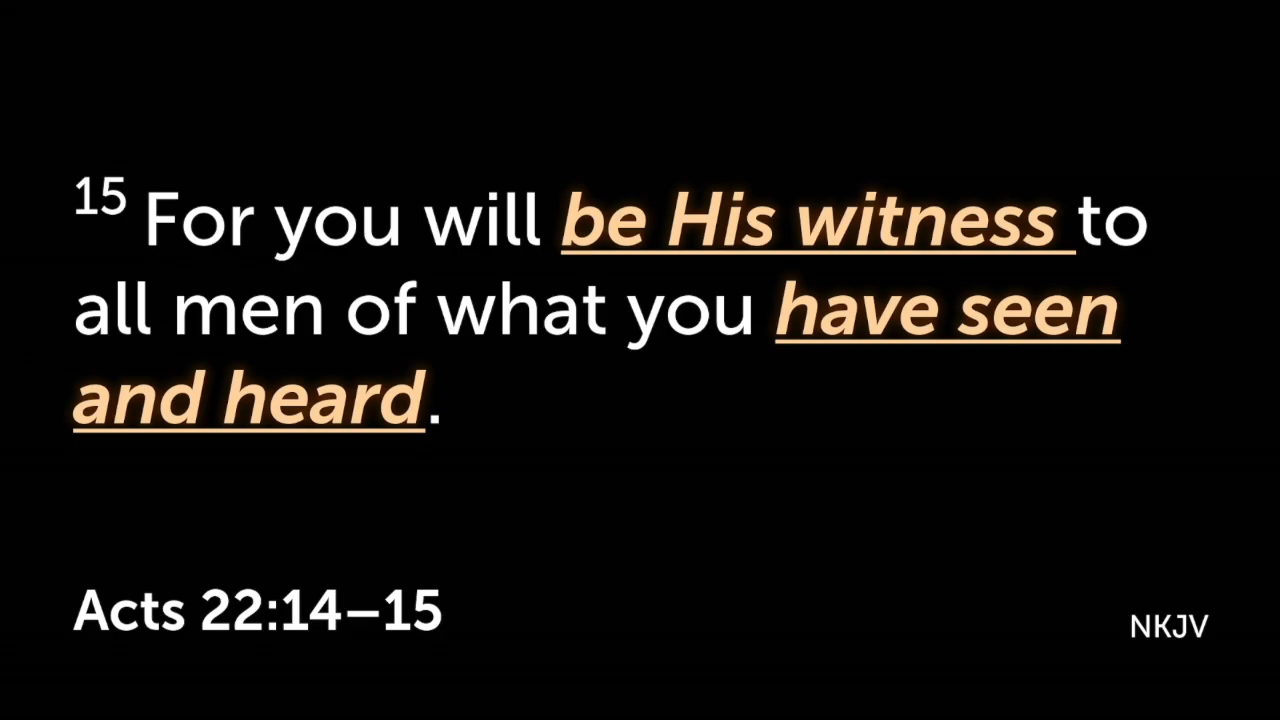 15 For you will be His witness to
all men of what you have seen
and heard.
Acts 22:14–15
NKJV